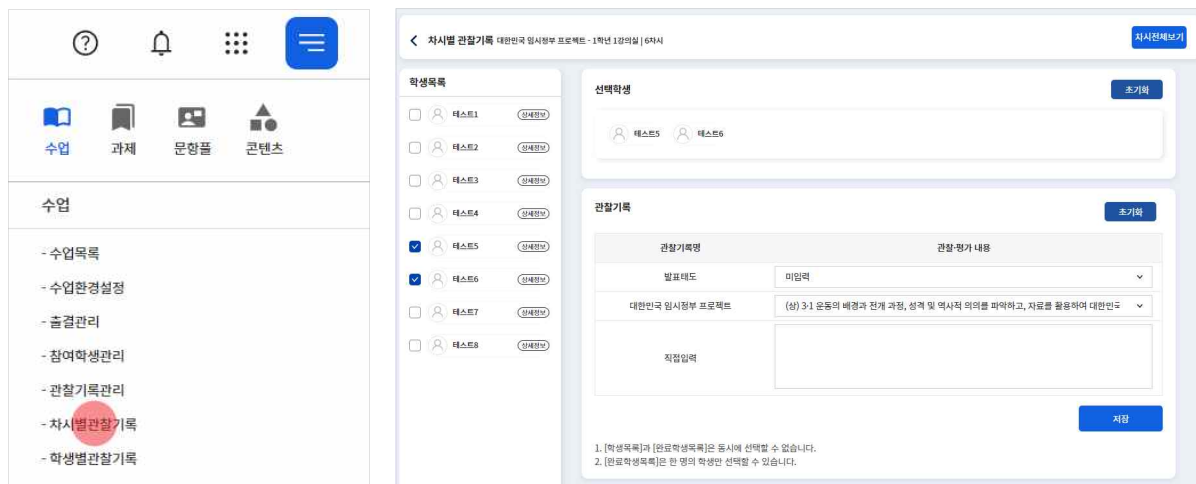 수업
과제
문항풀
콘텐츠
수업
- 수업목록
- 수업환경설정
- 출결관리
- 참여학생관리
- 관찰기록관리
- 차시별관찰기록
- 학생별관찰기록
차시별 관찰기록 대한민국 임시정부 프로젝트 - 1학년 1강의실 | 6차시
차시전체보기
학생목록
테스트1 상세정보
테스트2 상세정보
테스트3 상세정보
테스트4 상세정보
테스트5 상세정보
테스트6 상세정보
테스트7 상세정보
테스트8 상세정보
선택학생
초기화
테스트5 테스트6
관찰기록
초기화
관찰기록명 관찰·평가 내용
발표태도 미입력
대한민국 임시정부 프로젝트 (상) 3·1 운동의 배경과 전개 과정, 성격 및 역사적 의의를 파악하고, 자료를 활용하여 대한민국
직접입력
저장
1. [학생목록]과 [완료학생목록]은 동시에 선택할 수 없습니다.
2. [완료학생목록]은 한 명의 학생만 선택할 수 있습니다.